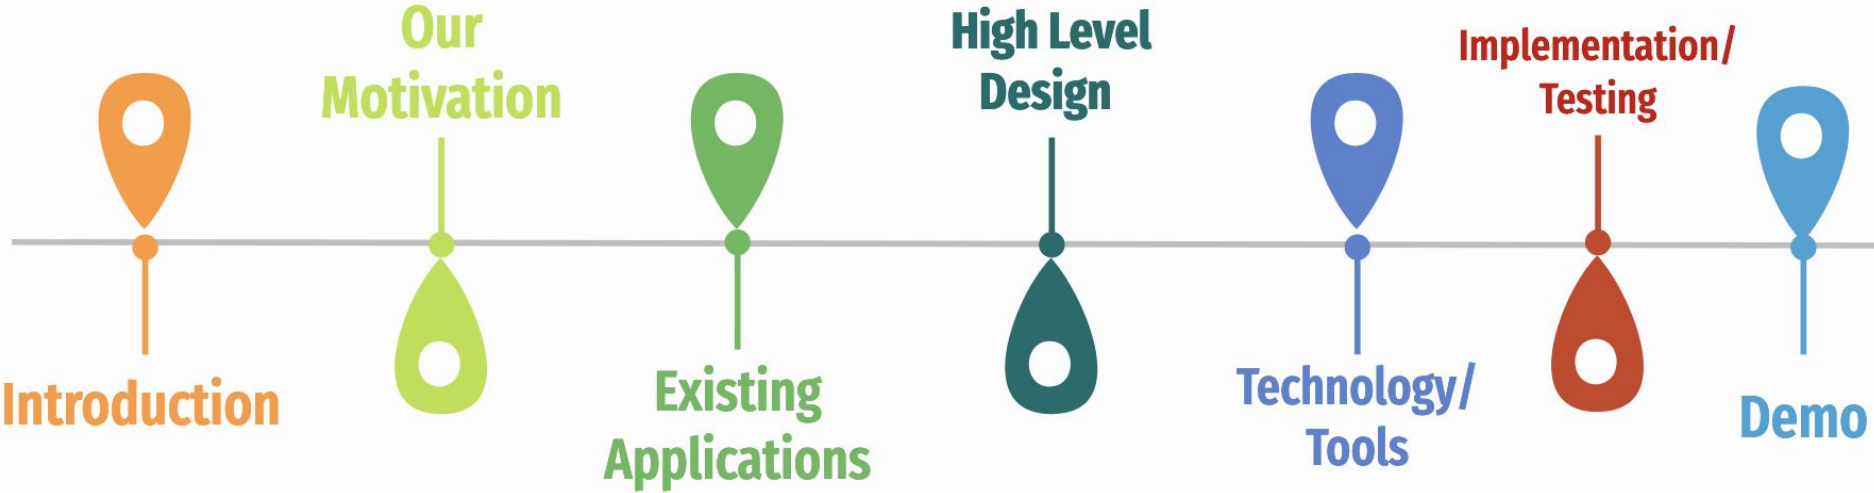 Introduction
Our
Motivation
Existing
Applications
High Level
Design
Technology/
Tools
Implementation/
Testing
Demo